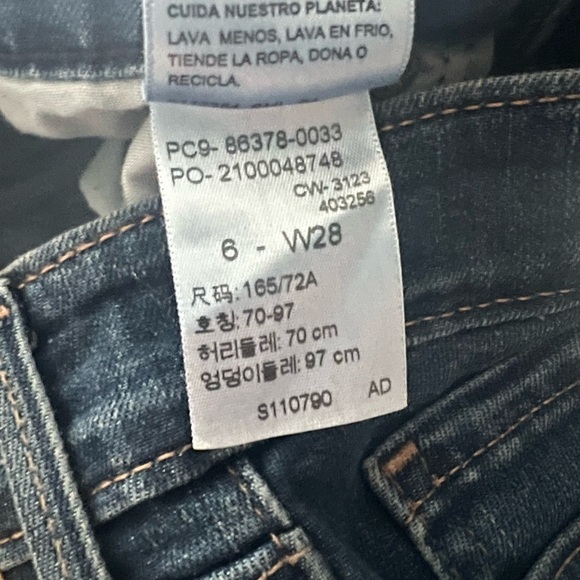 CUIDA NUESTRO PLANETA:
LAVA MENOS, LAVA EN FRIO,
TIENDE LA ROPA, DONA O
RECICLA.
PC9- 86378-0033
PO- 2100048748
CW- 3123
403256
6 - W28
尺码: 165/72A
호칭: 70-97
허리둘레: 70 cm
엉덩이둘레: 97 cm
S110790 AD